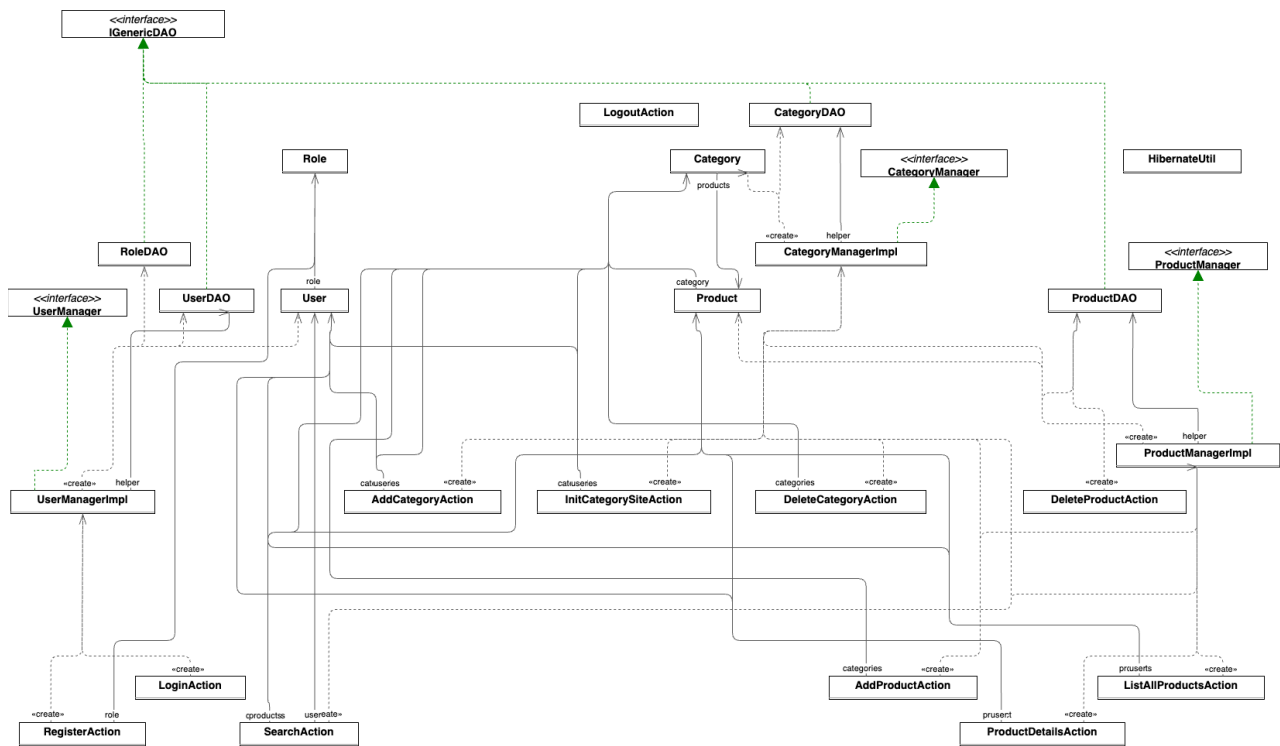 <<interface>>
IGenericDAO
LogoutAction
CategoryDAO
Role
Category
<<interface>>
CategoryManager
HibernateUtil
products
«create»
helper
RoleDAO
CategoryManagerImpl
<<interface>>
ProductManager
role
category
<<interface>>
UserManager
UserDAO
User
Product
ProductDAO
«create»
helper
ProductManagerImpl
«create»
helper
«create»
«create»
categories
«create»
«create»
UserManagerImpl
AddCategoryAction
InitCategorySiteAction
DeleteCategoryAction
DeleteProductAction
«create»
categories
«create»
«create»
LoginAction
AddProductAction
ListAllProductsAction
«create»
role
«create»
RegisterAction
SearchAction
ProductDetailsAction